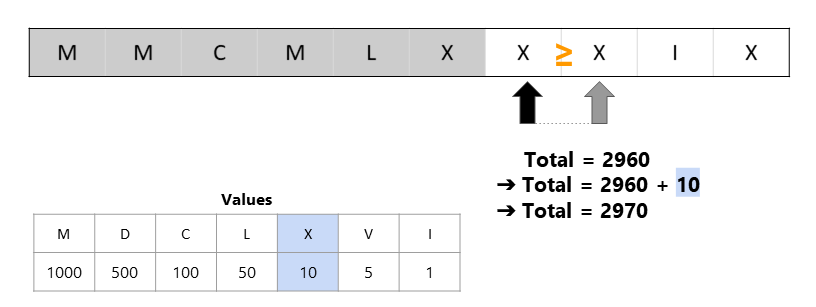 M M C M L X X ≥ X I X
Total = 2960
➔ Total = 2960 + 10
➔ Total = 2970
Values
M D C L X V I
1000 500 100 50 10 5 1